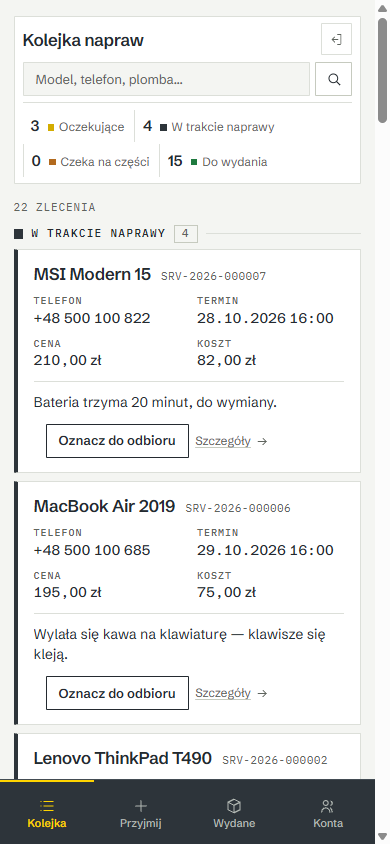 Kolejka napraw
Model, telefon, plomba...
3 Oczekujące 4 W trakcie naprawy
0 Czeka na części 15 Do wydania
22 ZLECENIA
W TRAKCIE NAPRAWY 4
MSI Modern 15 SRV-2026-000007
TELEFON TERMIN
+48 500 100 822 28.10.2026 16:00
CENA KOSZT
210,00 zł 82,00 zł
Bateria trzyma 20 minut, do wymiany.
Oznacz do odbioru Szczegóły →
MacBook Air 2019 SRV-2026-000006
TELEFON TERMIN
+48 500 100 685 29.10.2026 16:00
CENA KOSZT
195,00 zł 75,00 zł
Wylała się kawa na klawiaturę — klawisze się
kleją.
Oznacz do odbioru Szczegóły →
Lenovo ThinkPad T490 SRV-2026-000002
Kolejka Przyjmij Wydane Konta